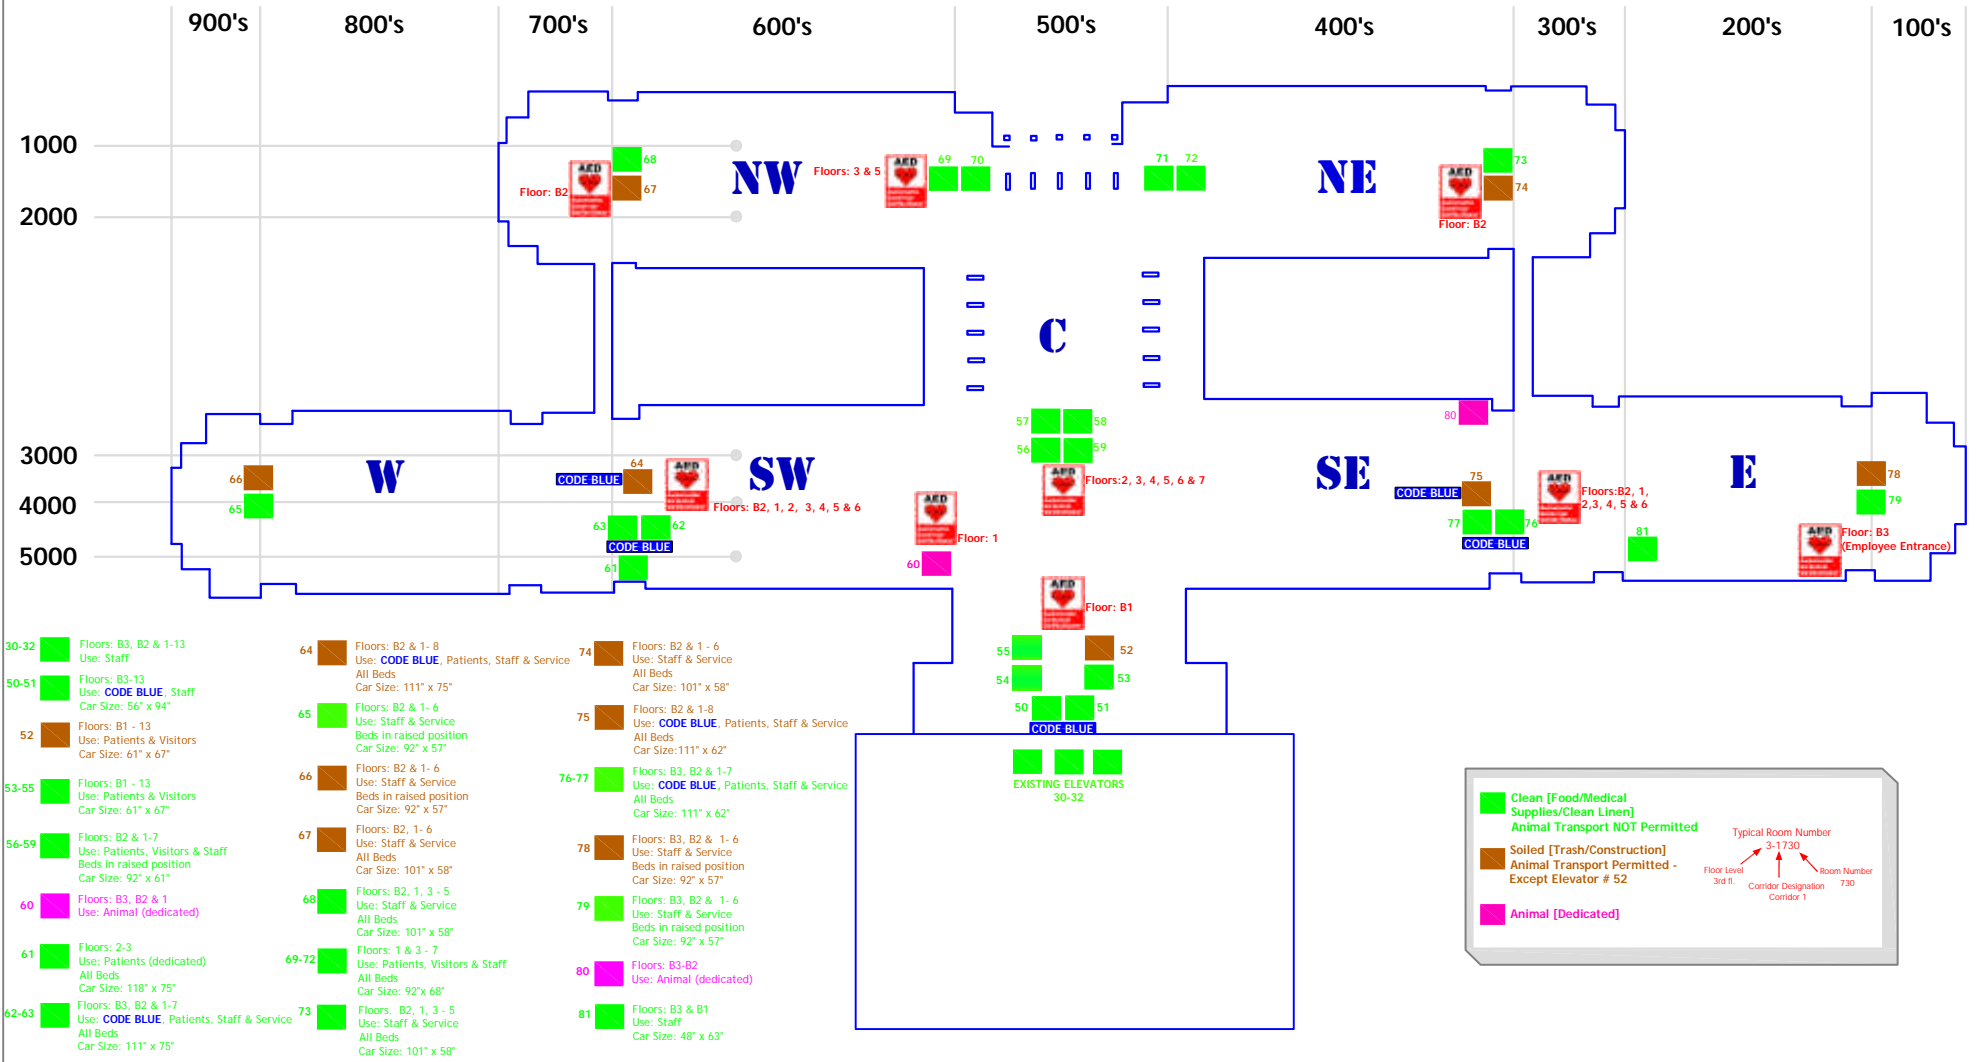 900's 800's 700's 600's 500's 400's 300's 200's 100's
1000
2000
3000
4000
5000
NW
NE
C
W
SW
SE
E
68
67
AED
Floor: B2
Floors: 3 & 5
AED
69 70
71 72
73
74
AED
Floor: B2
57 58
56 59
AED
Floors:2, 3, 4, 5, 6 & 7
80
66
65
64
CODE BLUE
AED
Floors: B2, 1, 2, 3, 4, 5 & 6
63 62
CODE BLUE
61
AED
Floor: 1
60
75
CODE BLUE
77 76
CODE BLUE
AED
Floors:B2, 1,
2,3, 4, 5 & 6
81
78
79
AED
Floor: B3
(Employee Entrance)
AED
Floor: B1
55 52
54 53
50 51
CODE BLUE
EXISTING ELEVATORS
30-32
30-32
Floors: B3, B2 & 1-13
Use: Staff
50-51
Floors: B3-13
Use: CODE BLUE, Staff
Car Size: 56" x 94"
52
Floors: B1 - 13
Use: Patients & Visitors
Car Size: 61" x 67"
53-55
Floors: B1 - 13
Use: Patients & Visitors
Car Size: 61" x 67"
56-59
Floors: B2 & 1-7
Use: Patients, Visitors & Staff
Beds in raised position
Car Size: 92" x 61"
60
Floors: B3, B2 & 1
Use: Animal (dedicated)
61
Floors: 2-3
Use: Patients (dedicated)
All Beds
Car Size: 118" x 75"
62-63
Floors: B3, B2 & 1-7
Use: CODE BLUE, Patients, Staff & Service
All Beds
Car Size: 111" x 75"
64
Floors: B2 & 1- 8
Use: CODE BLUE, Patients, Staff & Service
All Beds
Car Size: 111" x 75"
65
Floors: B2 & 1- 6
Use: Staff & Service
Beds in raised position
Car Size: 92" x 57"
66
Floors: B2 & 1- 6
Use: Staff & Service
Beds in raised position
Car Size: 92" x 57"
67
Floors: B2, 1- 6
Use: Staff & Service
All Beds
Car Size: 101" x 58"
68
Floors: B2, 1, 3 - 5
Use: Staff & Service
All Beds
Car Size: 101" x 58"
69-72
Floors: 1 & 3 - 7
Use: Patients, Visitors & Staff
All Beds
Car Size: 92"x 68"
73
Floors. B2, 1, 3 - 5
Use: Staff & Service
All Beds
Car Size: 101" x 58"
74
Floors: B2 & 1 - 6
Use: Staff & Service
All Beds
Car Size: 101" x 58"
75
Floors: B2 & 1-8
Use: CODE BLUE, Patients, Staff & Service
All Beds
Car Size:111" x 62"
76-77
Floors: B3, B2 & 1-7
Use: CODE BLUE, Patients, Staff & Service
All Beds
Car Size: 111" x 62"
78
Floors: B3, B2 & 1- 6
Use: Staff & Service
Beds in raised position
Car Size: 92" x 57"
79
Floors: B3, B2 & 1- 6
Use: Staff & Service
Beds in raised position
Car Size: 92" x 57"
80
Floors: B3-B2
Use: Animal (dedicated)
81
Floors: B3 & B1
Use: Staff
Car Size: 48" x 63"
Clean [Food/Medical
Supplies/Clean Linen]
Animal Transport NOT Permitted
Soiled [Trash/Construction]
Animal Transport Permitted -
Except Elevator # 52
Animal [Dedicated]
Typical Room Number
3-1730
Floor Level
3rd fl.
Corridor Designation
Corridor 1
Room Number
730